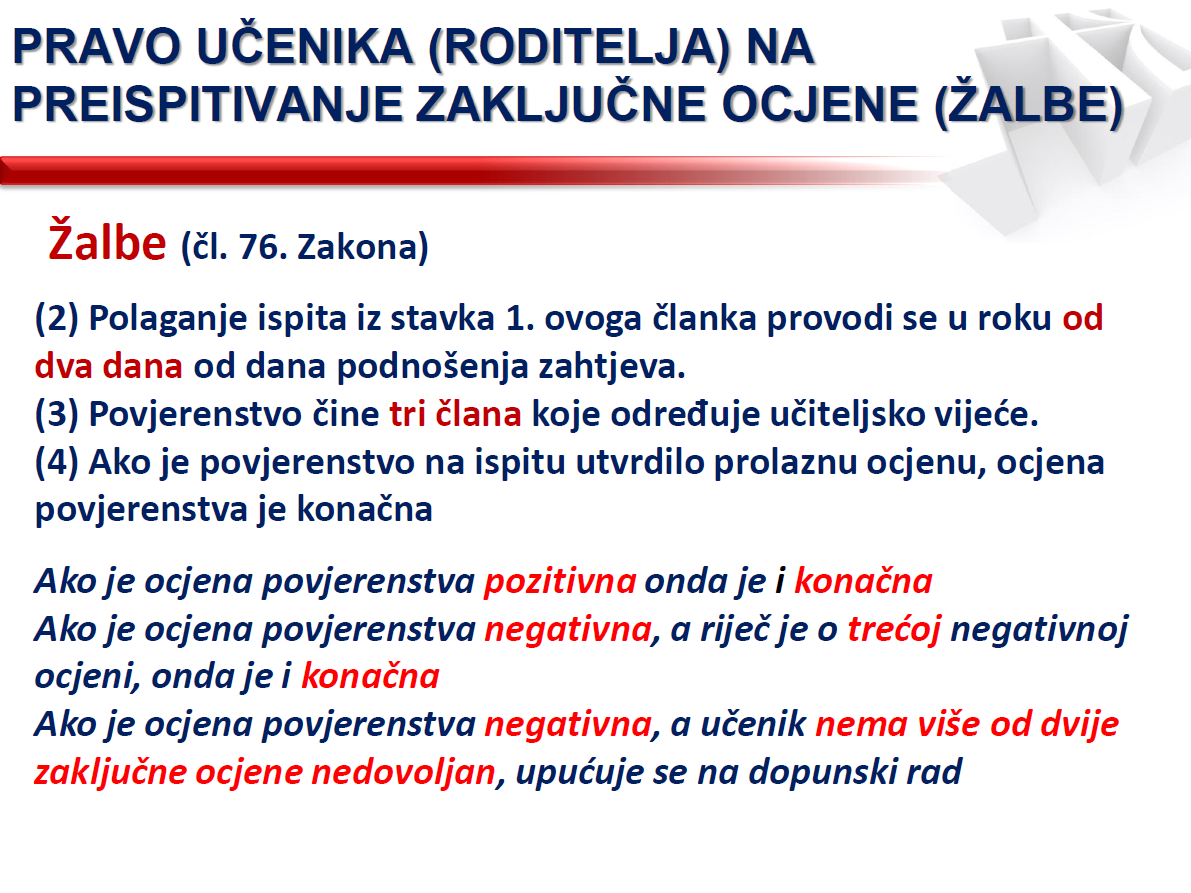 PRAVO UČENIKA (RODITELJA) NA
PREISPITIVANJE ZAKLJUČNE OCJENE (ŽALBE)
Žalbe (čl. 76. Zakona)
(2) Polaganje ispita iz stavka 1. ovoga članka provodi se u roku od
dva dana od dana podnošenja zahtjeva.
(3) Povjerenstvo čine tri člana koje određuje učiteljsko vijeće.
(4) Ako je povjerenstvo na ispitu utvrdilo prolaznu ocjenu, ocjena
povjerenstva je konačna
Ako je ocjena povjerenstva pozitivna onda je i konačna
Ako je ocjena povjerenstva negativna, a riječ je o trećoj negativnoj
ocjeni, onda je i konačna
Ako je ocjena povjerenstva negativna, a učenik nema više od dvije
zaključne ocjene nedovoljan, upućuje se na dopunski rad